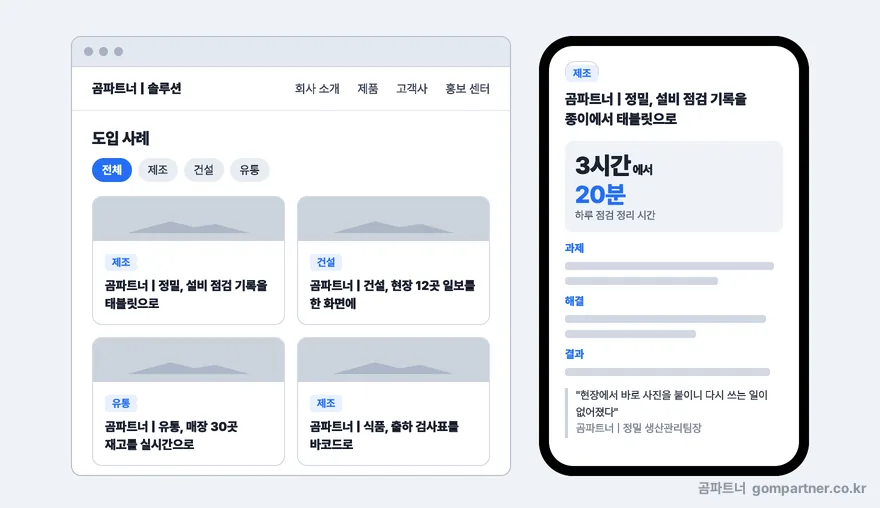 곰파트너 | 솔루션
회사 소개 제품 고객사 홍보 센터
도입 사례
전체 제조 건설 유통
제조
곰파트너 | 정밀, 설비 점검 기록을
태블릿으로
건설
곰파트너 | 건설, 현장 12곳 일보를
한 화면에
유통
곰파트너 | 유통, 매장 30곳
재고를 실시간으로
제조
곰파트너 | 식품, 출하 검사표를
바코드로
제조
곰파트너 | 정밀, 설비 점검 기록을
종이에서 태블릿으로
3시간에서
20분
하루 점검 정리 시간
과제
해결
결과
"현장에서 바로 사진을 붙이니 다시 쓰는 일이
없어졌다"
곰파트너 | 정밀 생산관리팀장
곰파트너 gompartner.co.kr